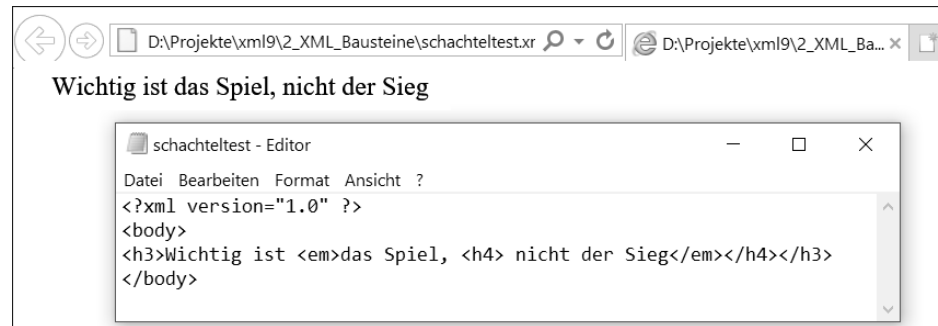 D:\Projekte\xml9\2_XML_Bausteine\schachteltest.xr
D:\Projekte\xml9\2_XML_Ba...
Wichtig ist das Spiel, nicht der Sieg
schachteltest - Editor
Datei Bearbeiten Format Ansicht ?
<?xml version="1.0" ?>
<body>
<h3>Wichtig ist <em>das Spiel, <h4> nicht der Sieg</em></h4></h3>
</body>